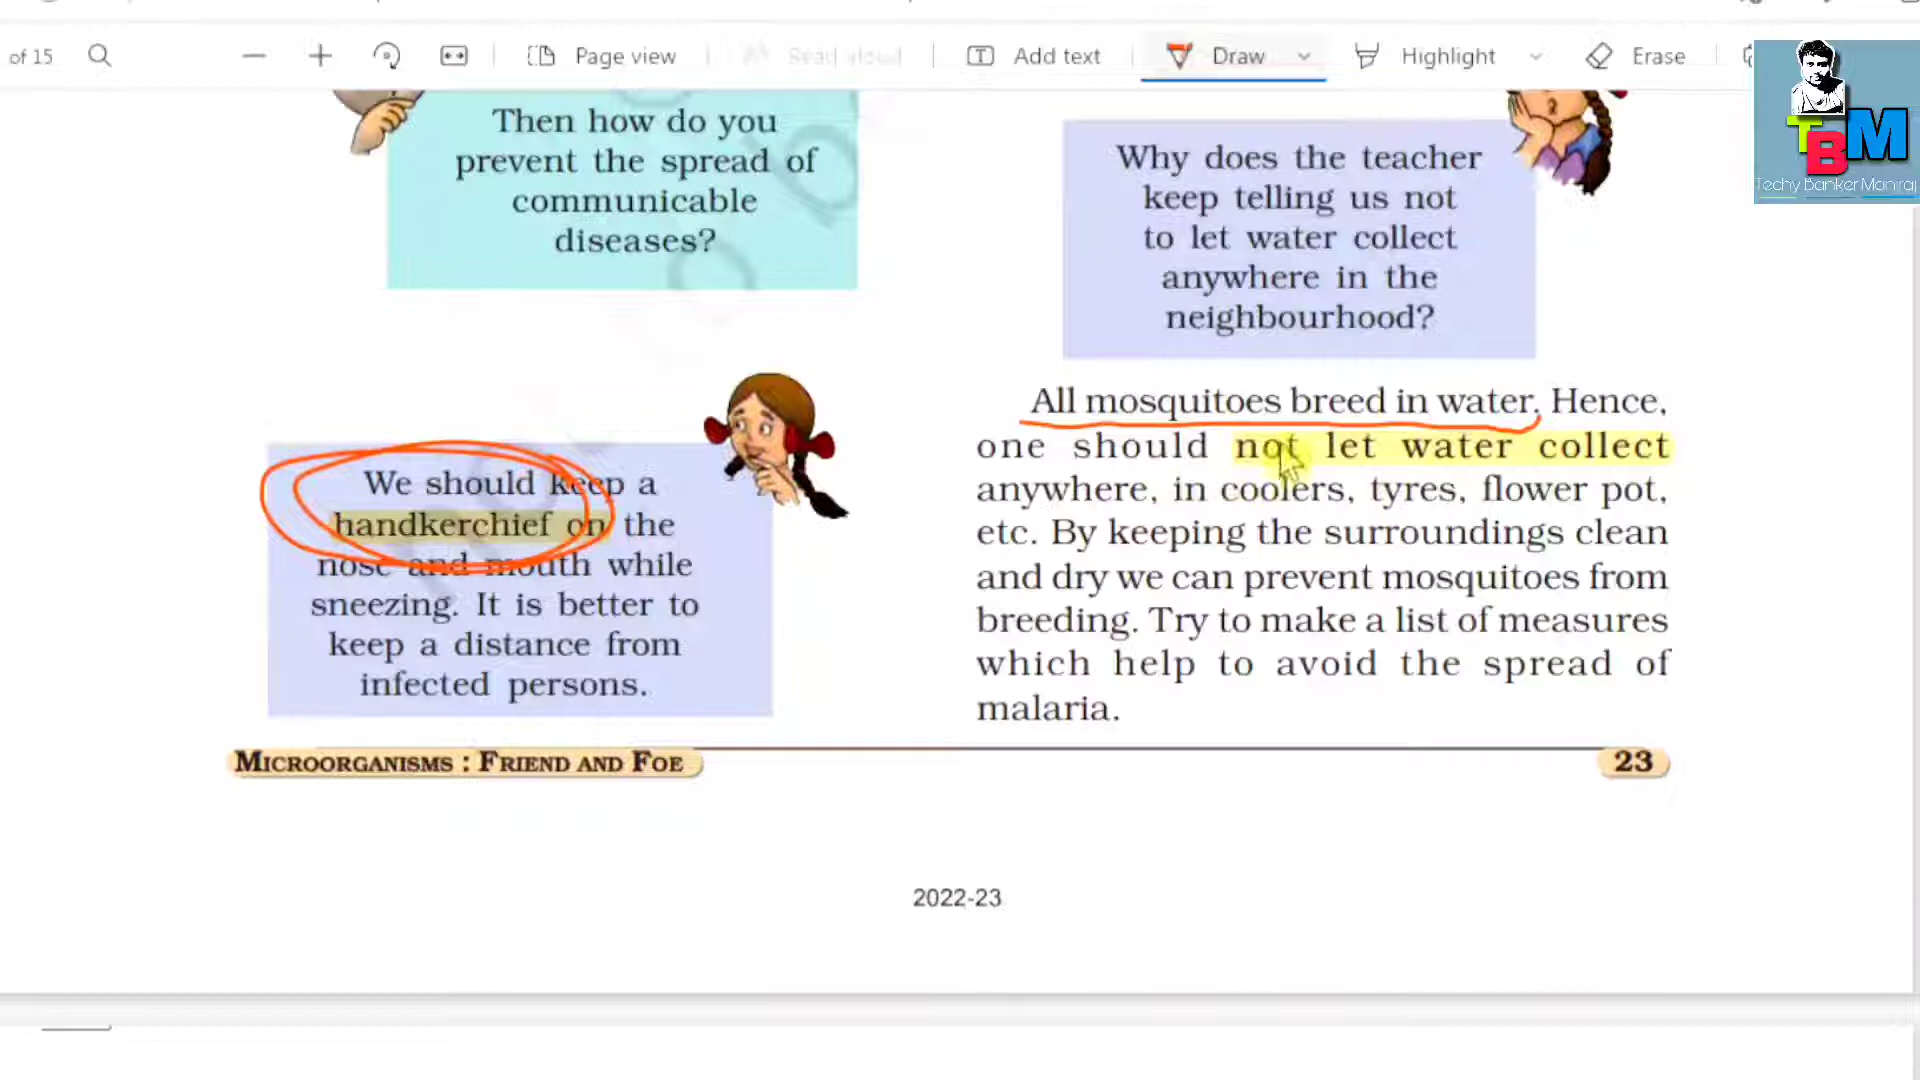 of 15
Page view
Read aloud
Add text
Draw
Highlight
Erase
TBM
Techy Banker Maniraj
Then how do you
prevent the spread of
communicable
diseases?
We should keep a
handkerchief on the
nose and mouth while
sneezing. It is better to
keep a distance from
infected persons.
Why does the teacher
keep telling us not
to let water collect
anywhere in the
neighbourhood?
All mosquitoes breed in water. Hence,
one should not let water collect
anywhere, in coolers, tyres, flower pot,
etc. By keeping the surroundings clean
and dry we can prevent mosquitoes from
breeding. Try to make a list of measures
which help to avoid the spread of
malaria.
MICROORGANISMS : FRIEND AND FOE
23
2022-23